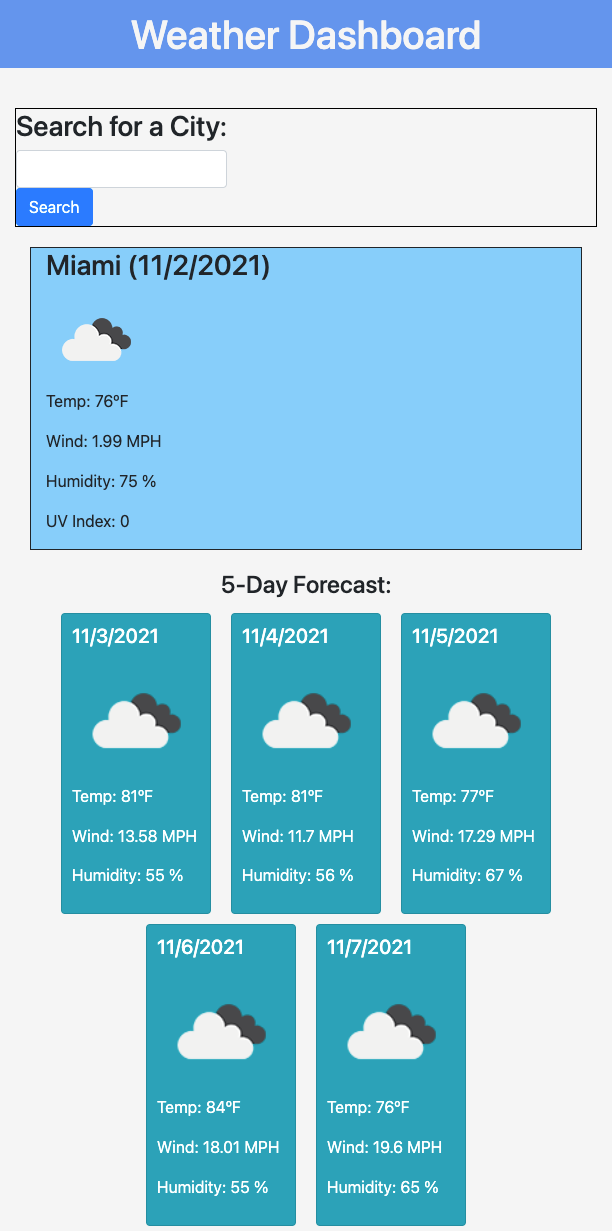 Weather Dashboard
Search for a City:
Search
Miami (11/2/2021)
Temp: 76ºF
Wind: 1.99 MPH
Humidity: 75 %
UV Index: 0
5-Day Forecast:
11/3/2021
Temp: 81ºF
Wind: 13.58 MPH
Humidity: 55 %
11/4/2021
Temp: 81ºF
Wind: 11.7 MPH
Humidity: 56 %
11/5/2021
Temp: 77ºF
Wind: 17.29 MPH
Humidity: 67 %
11/6/2021
Temp: 84ºF
Wind: 18.01 MPH
Humidity: 55 %
11/7/2021
Temp: 76ºF
Wind: 19.6 MPH
Humidity: 65 %